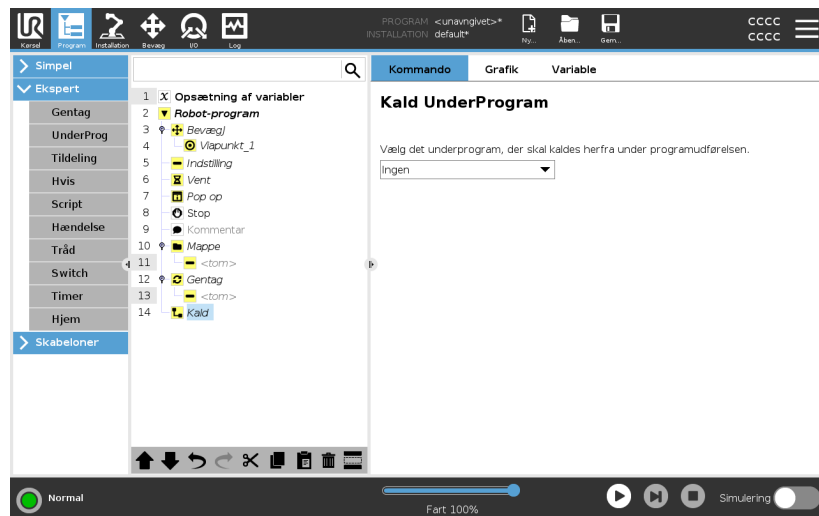 UR
PROGRAM <unavngivet>*
INSTALLATION default*
Kørsel Program Installation Bevæg I/O Log
Ny... Åben... Gem...
CCCC
CCCC
Simpel
Ekspert
Gentag
UnderProg
Tildeling
Hvis
Script
Hændelse
Tråd
Switch
Timer
Hjem
Skabeloner
1 X Opsætning af variabler
2 Robot-program
3 BevægJ
4 Viapunkt_1
5 Indstilling
6 Vent
7 Pop op
8 Stop
9 Kommentar
10 Mappe
11 <tom>
12 Gentag
13 <tom>
14 Kald
Kommando Grafik Variable
Kald UnderProgram
Vælg det underprogram, der skal kaldes herfra under programudførelsen.
Ingen
Normal
Fart 100%
Simulering